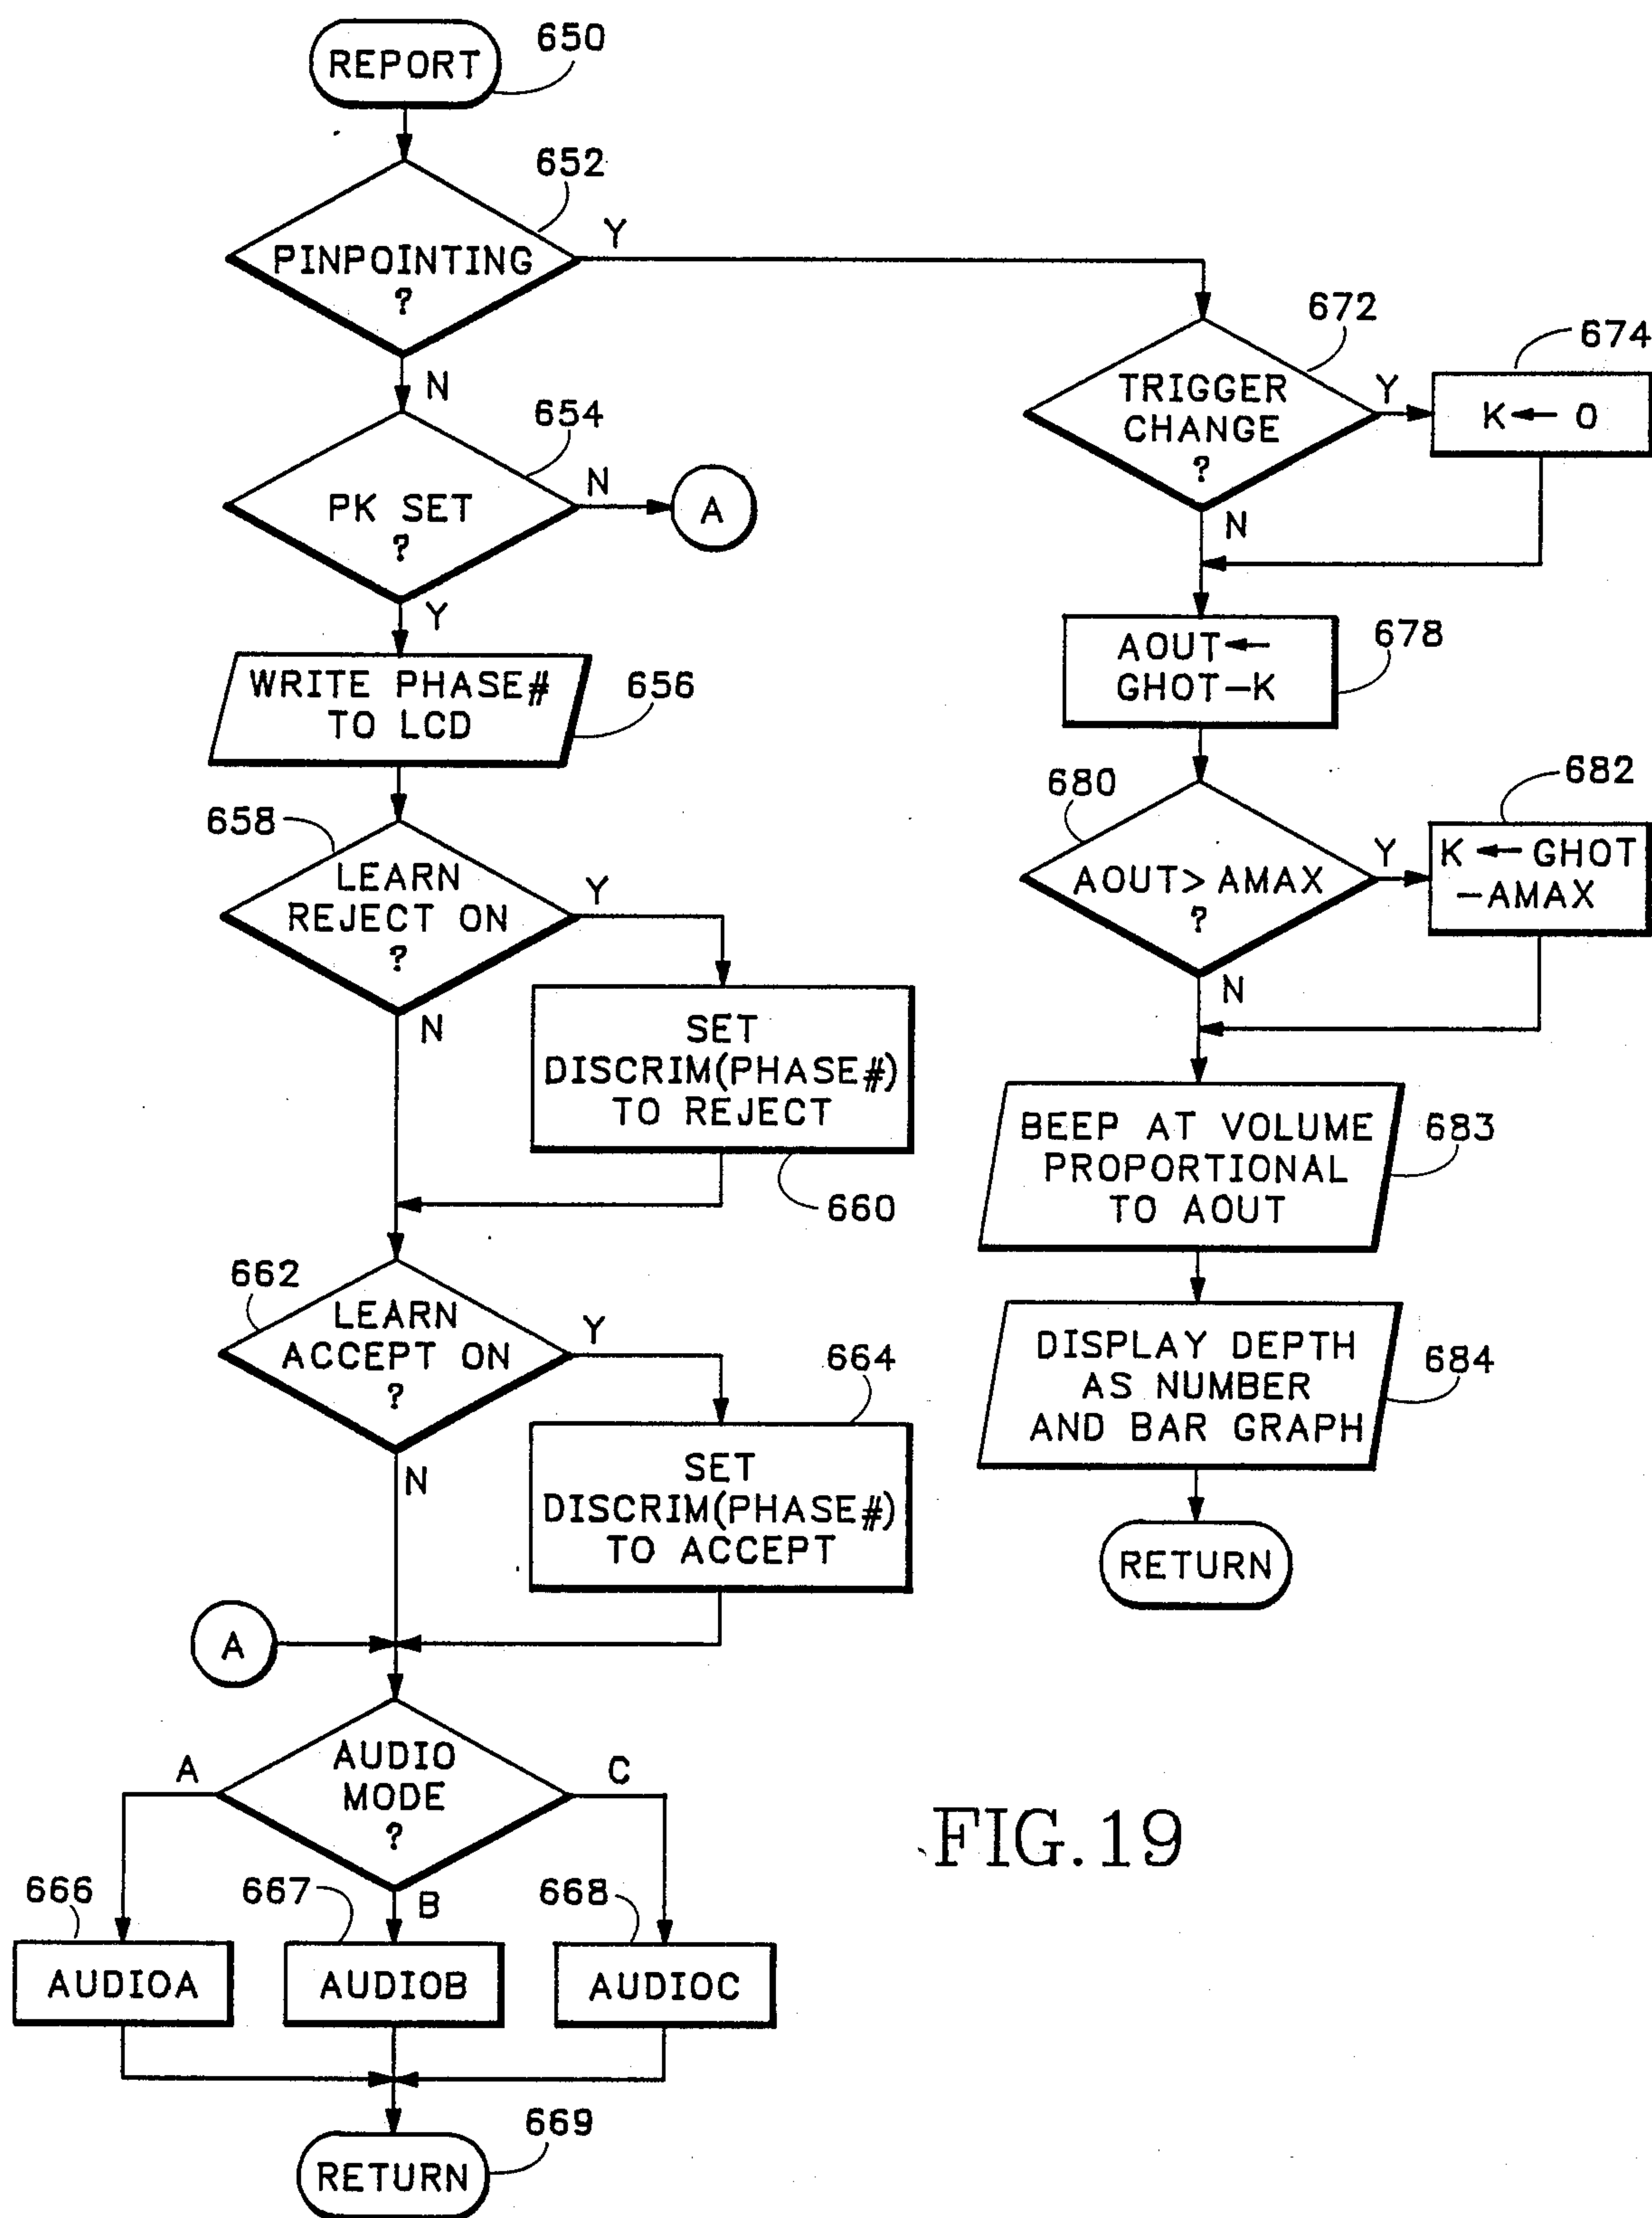 REPORT
650
652
PINPOINTING
?
Y
N
654
PK SET
?
N
A
Y
WRITE PHASE#
TO LCD
656
658
LEARN
REJECT ON
?
Y
N
SET
DISCRIM(PHASE#)
TO REJECT
660
662
LEARN
ACCEPT ON
?
Y
N
664
SET
DISCRIM(PHASE#)
TO ACCEPT
A
AUDIO
MODE
?
A
B
C
666
AUDIOA
667
AUDIOB
668
AUDIOC
669
RETURN
672
TRIGGER
CHANGE
?
Y
N
674
K ← 0
AOUT←
GHOT-K
678
680
AOUT> AMAX
?
Y
N
682
K ← GHOT
-AMAX
BEEP AT VOLUME
PROPORTIONAL
TO AOUT
683
DISPLAY DEPTH
AS NUMBER
AND BAR GRAPH
684
RETURN
FIG.19